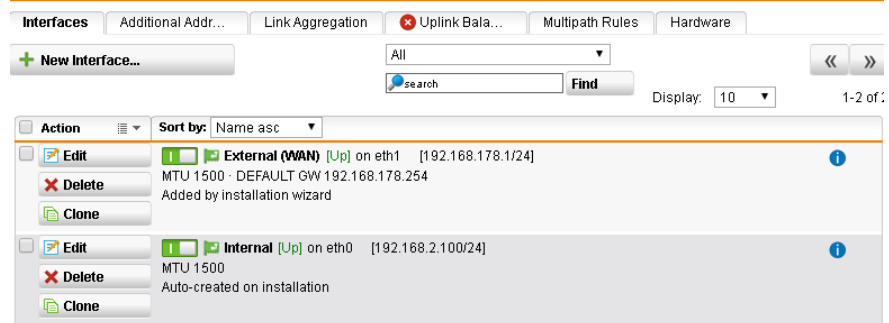 Interfaces Additional Addr... Link Aggregation Uplink Bala... Multipath Rules Hardware
New Interface... All
search Find
Display: 10 1-2 of
Action Sort by: Name asc
Edit External (WAN) [Up] on eth1 [192.168.178.1/24]
MTU 1500 · DEFAULT GW 192.168.178.254
Delete
Added by installation wizard
Clone
Edit Internal [Up] on eth0 [192.168.2.100/24]
MTU 1500
Delete
Auto-created on installation
Clone